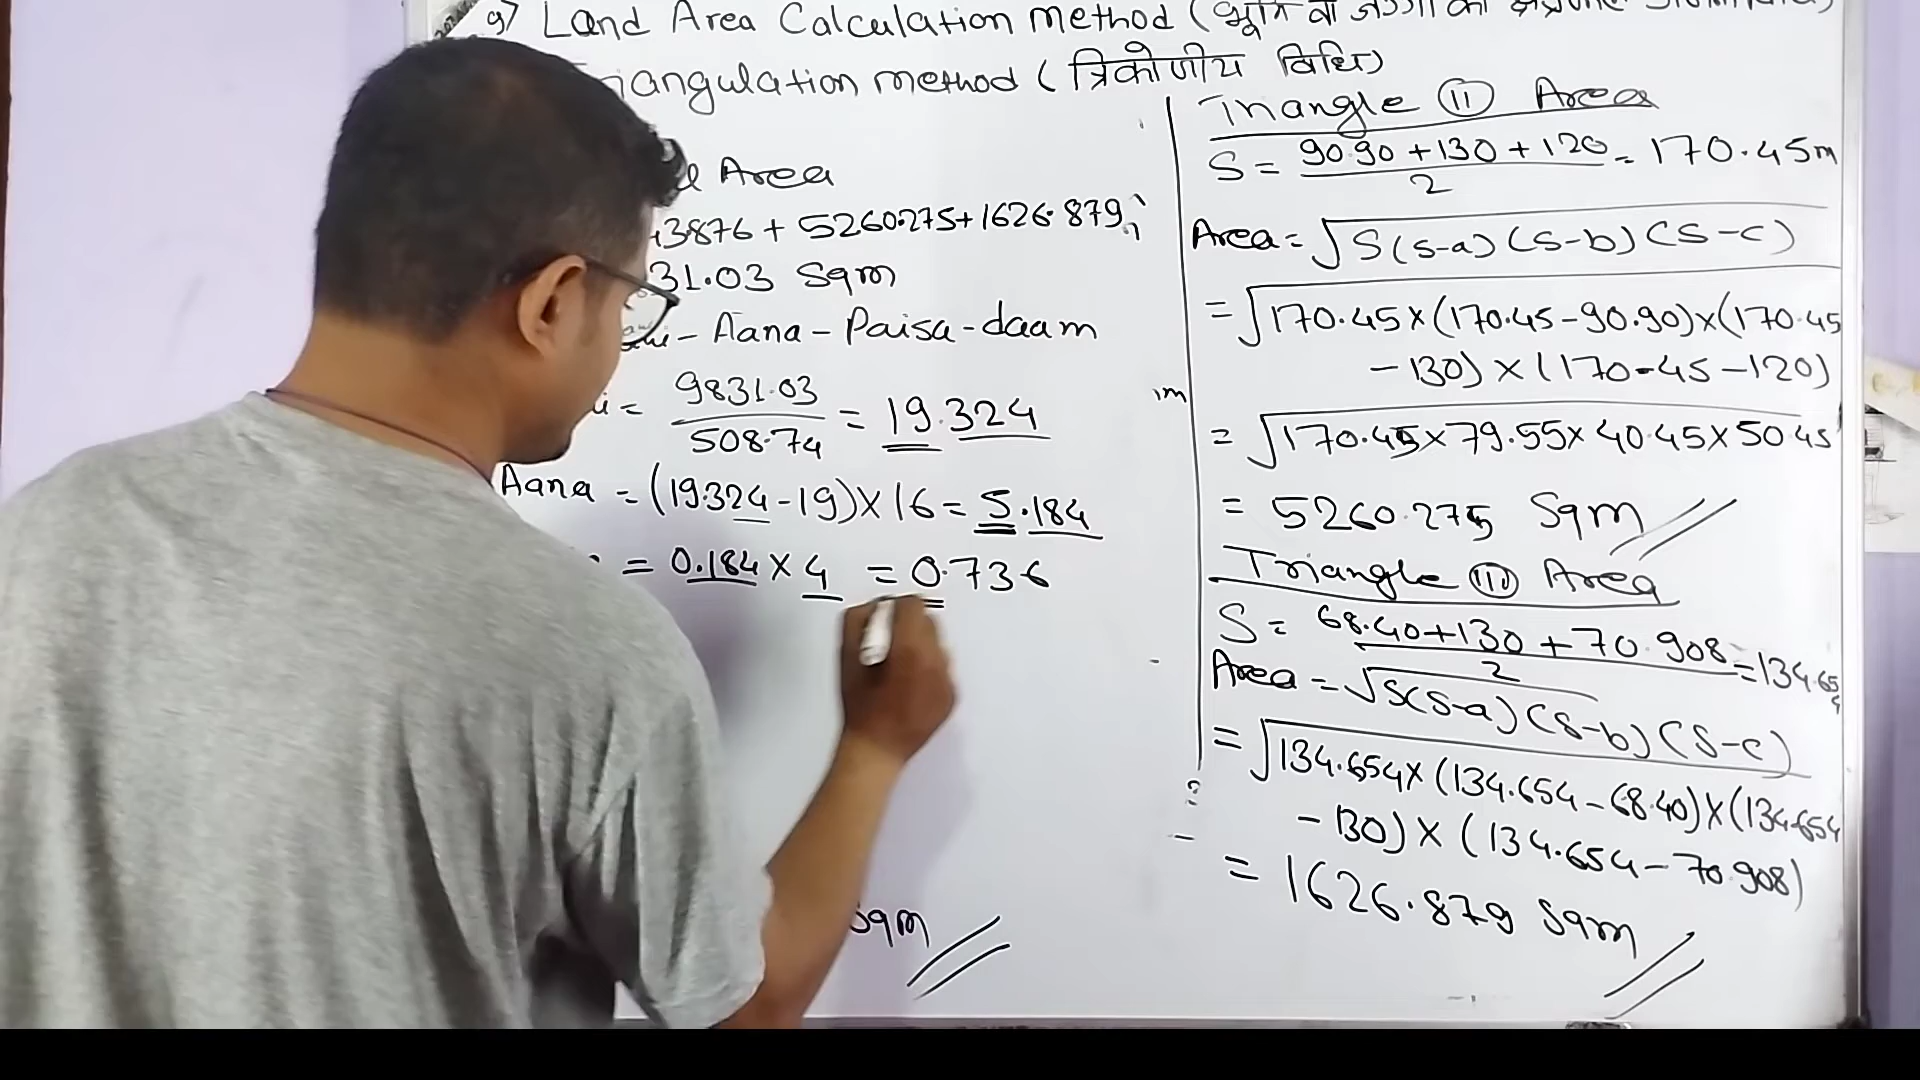 9) Land Area Calculation Method (भूमि वा जग्गाको क्षेत्रफल
iangulation method ( त्रिकोणीय विधि)
Area
3876 + 5260.275+1626.879
31.03 Sqm
- Aana - Paisa - daam
i = 9831.03 / 508.74 = 19.324
Aana = (19.324-19)×16 = 5.184
= 0.184 × 4 = 0.736
Sqm
Triangle (II) Area
S = 90.90 +130 + 120 / 2 = 170.45m
Area = √S(s-a) (s-b) (s-c)
= √170.45×(170.45-90.90)×(170.45
-130) × (170.45-120)
m
= √170.45×79.55×40.45×50.45
= 5260.275 Sqm
Triangle (III) Area
S = 68.40+130 + 70.908 / 2 = 134.654
Area = √S(S-a) (S-b) (S-c)
= √134.654×(134.654-68.40)×(134.654
-130) × (134.654-70.908)
= 1626.879 Sqm